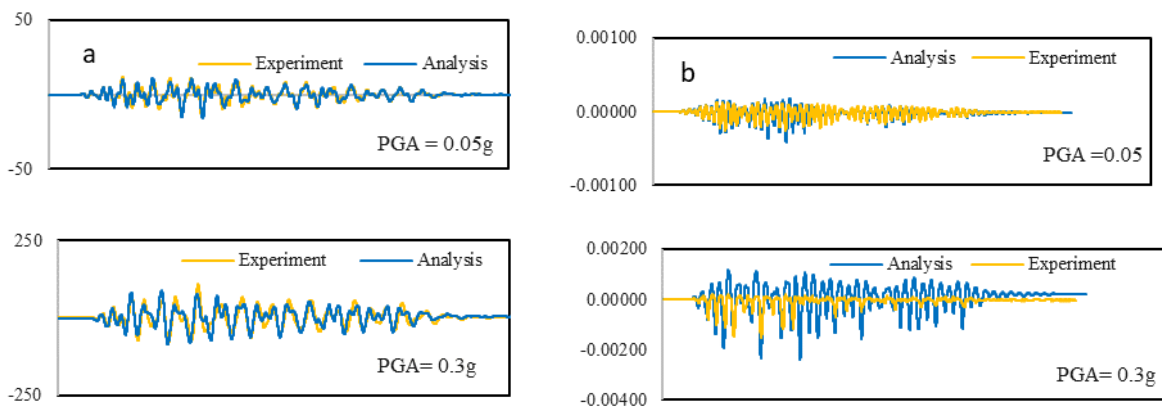 50
a
Experiment Analysis
PGA = 0.05g
-50
0.00100
Analysis Experiment
b
0.00000
PGA =0.05
-0.00100
250
Experiment Analysis
PGA= 0.3g
-250
0.00200
Analysis Experiment
0.00000
-0.00200
PGA= 0.3g
-0.00400